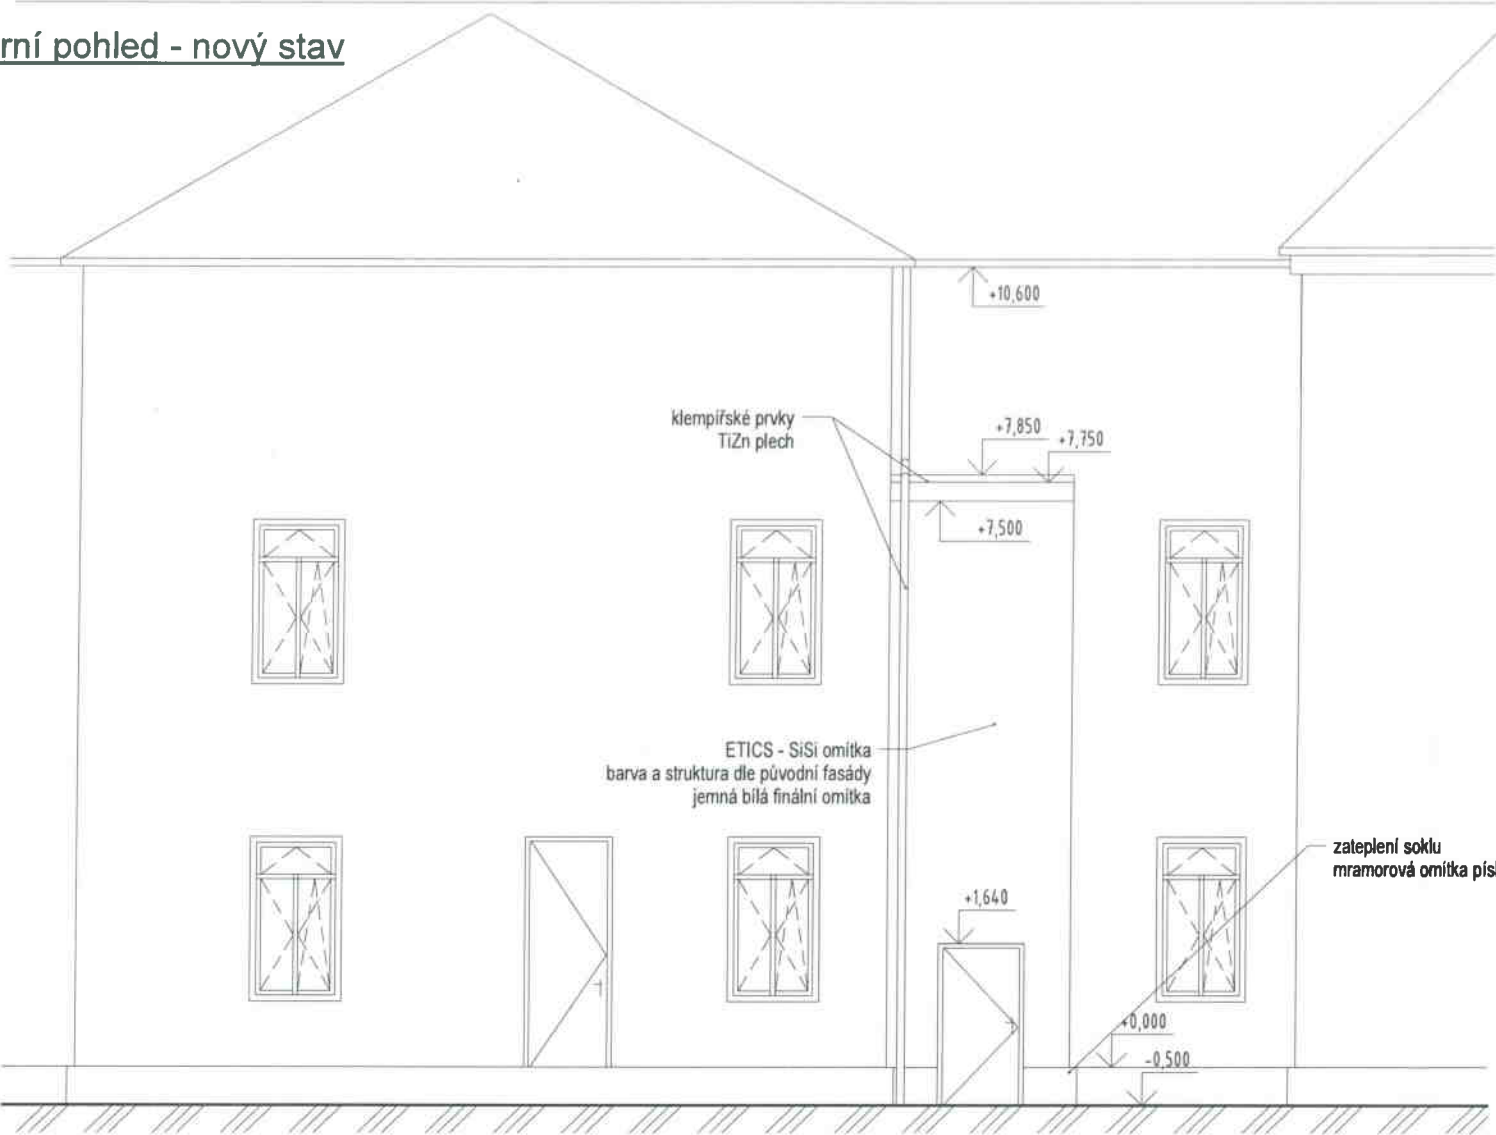 rní pohled - nový stav
+10,600
klempířské prvky
TiZn plech
+7,850
+7,750
+7,500
ETICS - SiSi omítka
barva a struktura dle původní fasády
jemná bílá finální omítka
zateplení soklu
mramorová omítka pís
+1,640
+0,000
-0,500